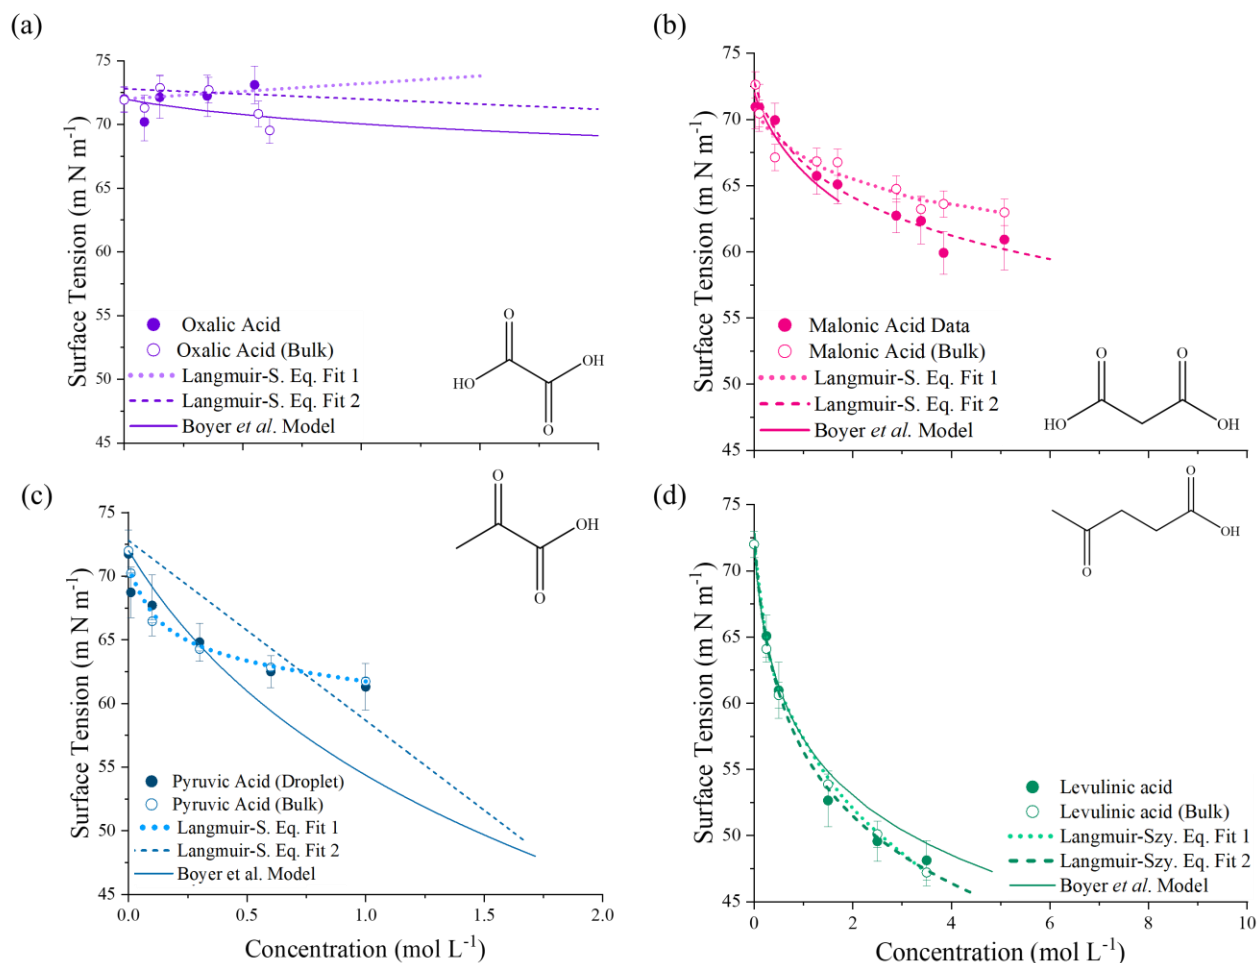 (a)
75
70
65
60
55
50
45
Surface Tension (m N m⁻¹)
Oxalic Acid
Oxalic Acid (Bulk)
Langmuir-S. Eq. Fit 1
Langmuir-S. Eq. Fit 2
Boyer et al. Model
O
OH
HO
O
(b)
75
70
65
60
55
50
45
Surface Tension (m N m⁻¹)
Malonic Acid Data
Malonic Acid (Bulk)
Langmuir-S. Eq. Fit 1
Langmuir-S. Eq. Fit 2
Boyer et al. Model
O O
HO OH
0 2 4 6 8 10
(c)
75
70
65
60
55
50
45
Surface Tension (m N m⁻¹)
O
OH
O
Pyruvic Acid (Droplet)
Pyruvic Acid (Bulk)
Langmuir-S. Eq. Fit 1
Langmuir-S. Eq. Fit 2
Boyer et al. Model
0.0 0.5 1.0 1.5 2.0
Concentration (mol L⁻¹)
(d)
75
70
65
60
55
50
45
Surface Tension (m N m⁻¹)
O
OH
O
Levulinic acid
Levulinic acid (Bulk)
Langmuir-Szy. Eq. Fit 1
Langmuir-Szy. Eq. Fit 2
Boyer et al. Model
0 2 4 6 8 10
Concentration (mol L⁻¹)